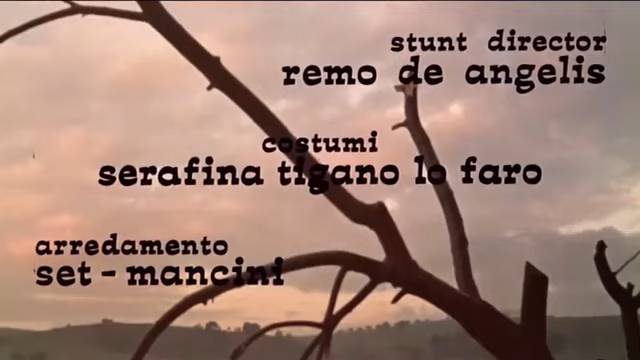 stunt director
remo de angelis
costumi
serafina tigano lo faro
arredamento
set-mancini